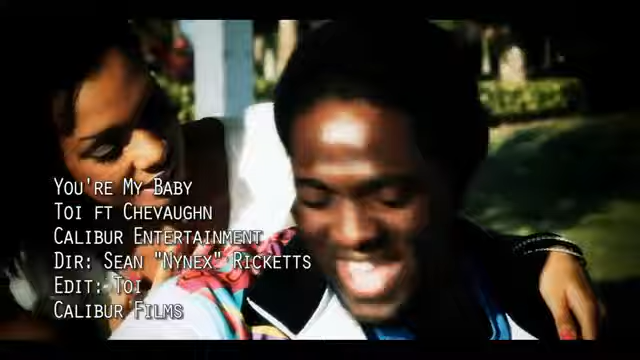 You're My Baby
Toi ft Chevaughn
Calibur Entertainment
Dir: Sean "Nynex" Ricketts
Edit: Toi
Calibur Films